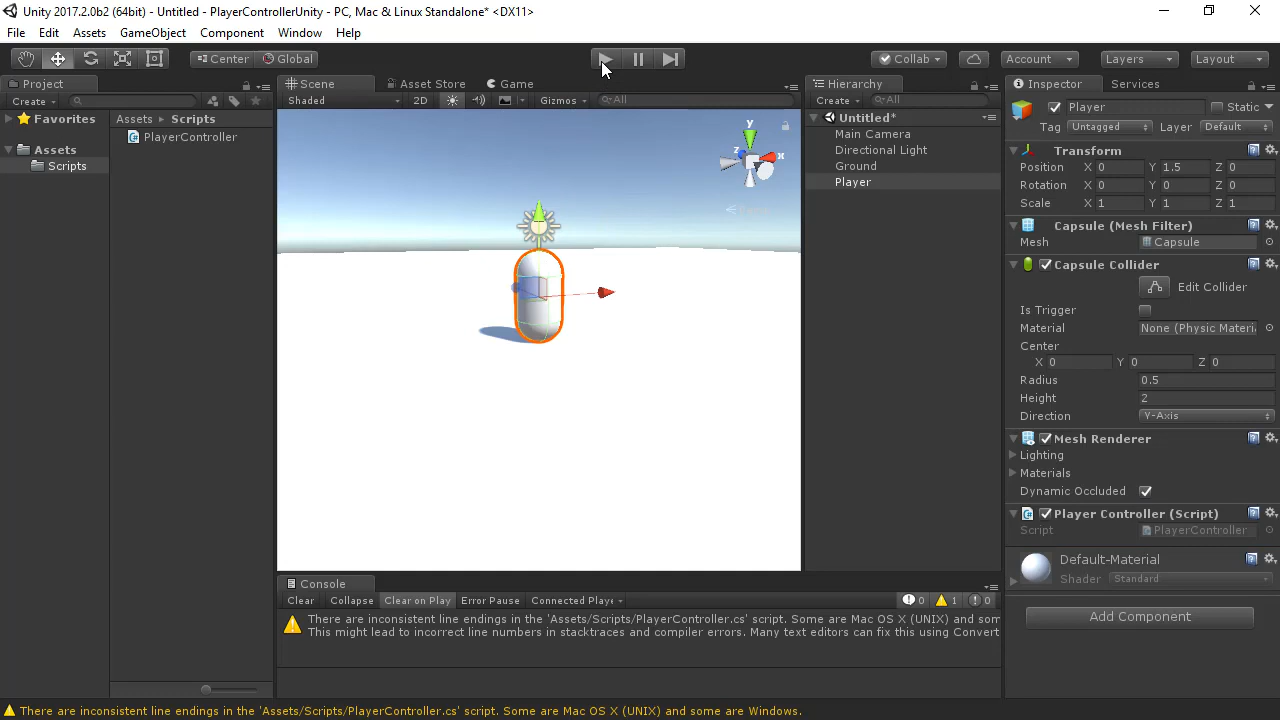 Unity 2017.2.0b2 (64bit) - Untitled - PlayerControllerUnity - PC, Mac & Linux Standalone* <DX11>
File Edit Assets GameObject Component Window Help
Center Global Collab Account Layers Layout
Project
Create
Favorites
Assets
Scripts
Assets Scripts
PlayerController
Scene Asset Store Game
Shaded 2D Gizmos All
y
z
x
Hierarchy
Create All
Untitled*
Main Camera
Directional Light
Ground
Player
Inspector Services
Player Static
Tag Untagged Layer Default
Transform
Position X 0 Y 1.5 Z 0
Rotation X 0 Y 0 Z 0
Scale X 1 Y 1 Z 1
Capsule (Mesh Filter)
Mesh Capsule
Capsule Collider
Edit Collider
Is Trigger
Material None (Physic Materi
Center
X 0 Y 0 Z 0
Radius 0.5
Height 2
Direction Y-Axis
Mesh Renderer
Lighting
Materials
Dynamic Occluded
Player Controller (Script)
Script PlayerController
Default-Material
Shader Standard
Add Component
Console
Clear Collapse Clear on Play Error Pause Connected Playe 0 1 0
There are inconsistent line endings in the 'Assets/Scripts/PlayerController.cs' script. Some are Mac OS X (UNIX) and som
This might lead to incorrect line numbers in stacktraces and compiler errors. Many text editors can fix this using Convert
There are inconsistent line endings in the 'Assets/Scripts/PlayerController.cs' script. Some are Mac OS X (UNIX) and some are Windows.